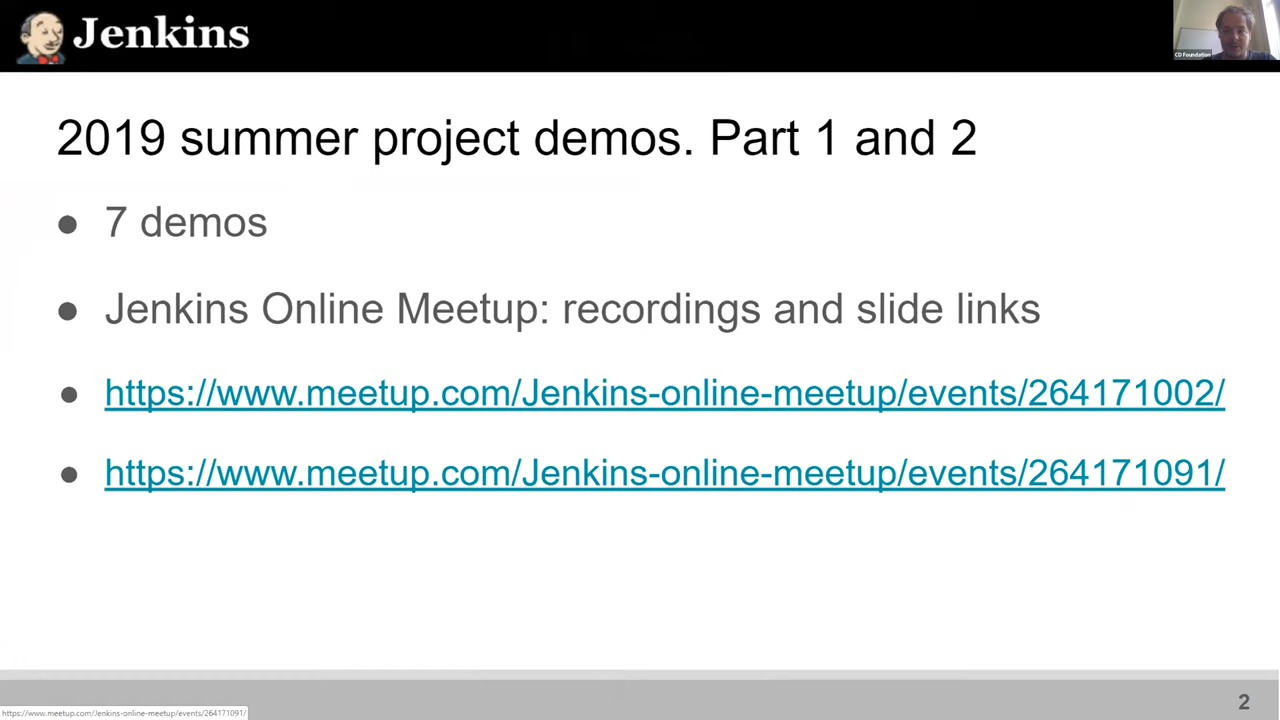 Jenkins
CD Foundation
2019 summer project demos. Part 1 and 2
● 7 demos
● Jenkins Online Meetup: recordings and slide links
● https://www.meetup.com/Jenkins-online-meetup/events/264171002/
● https://www.meetup.com/Jenkins-online-meetup/events/264171091/
2
https://www.meetup.com/Jenkins-online-meetup/events/264171091/